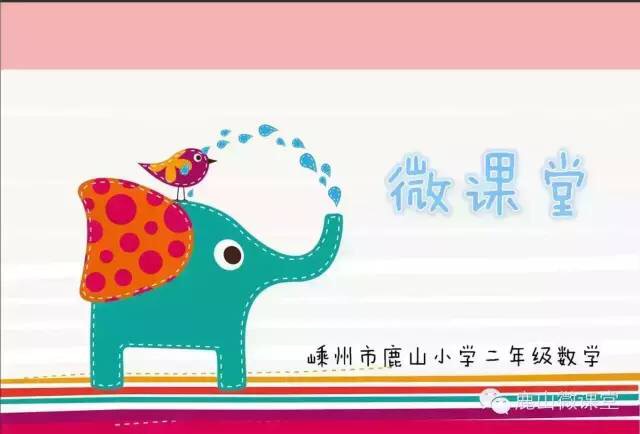 微课堂
嵊州市鹿山小学二年级数学
鹿山微课堂